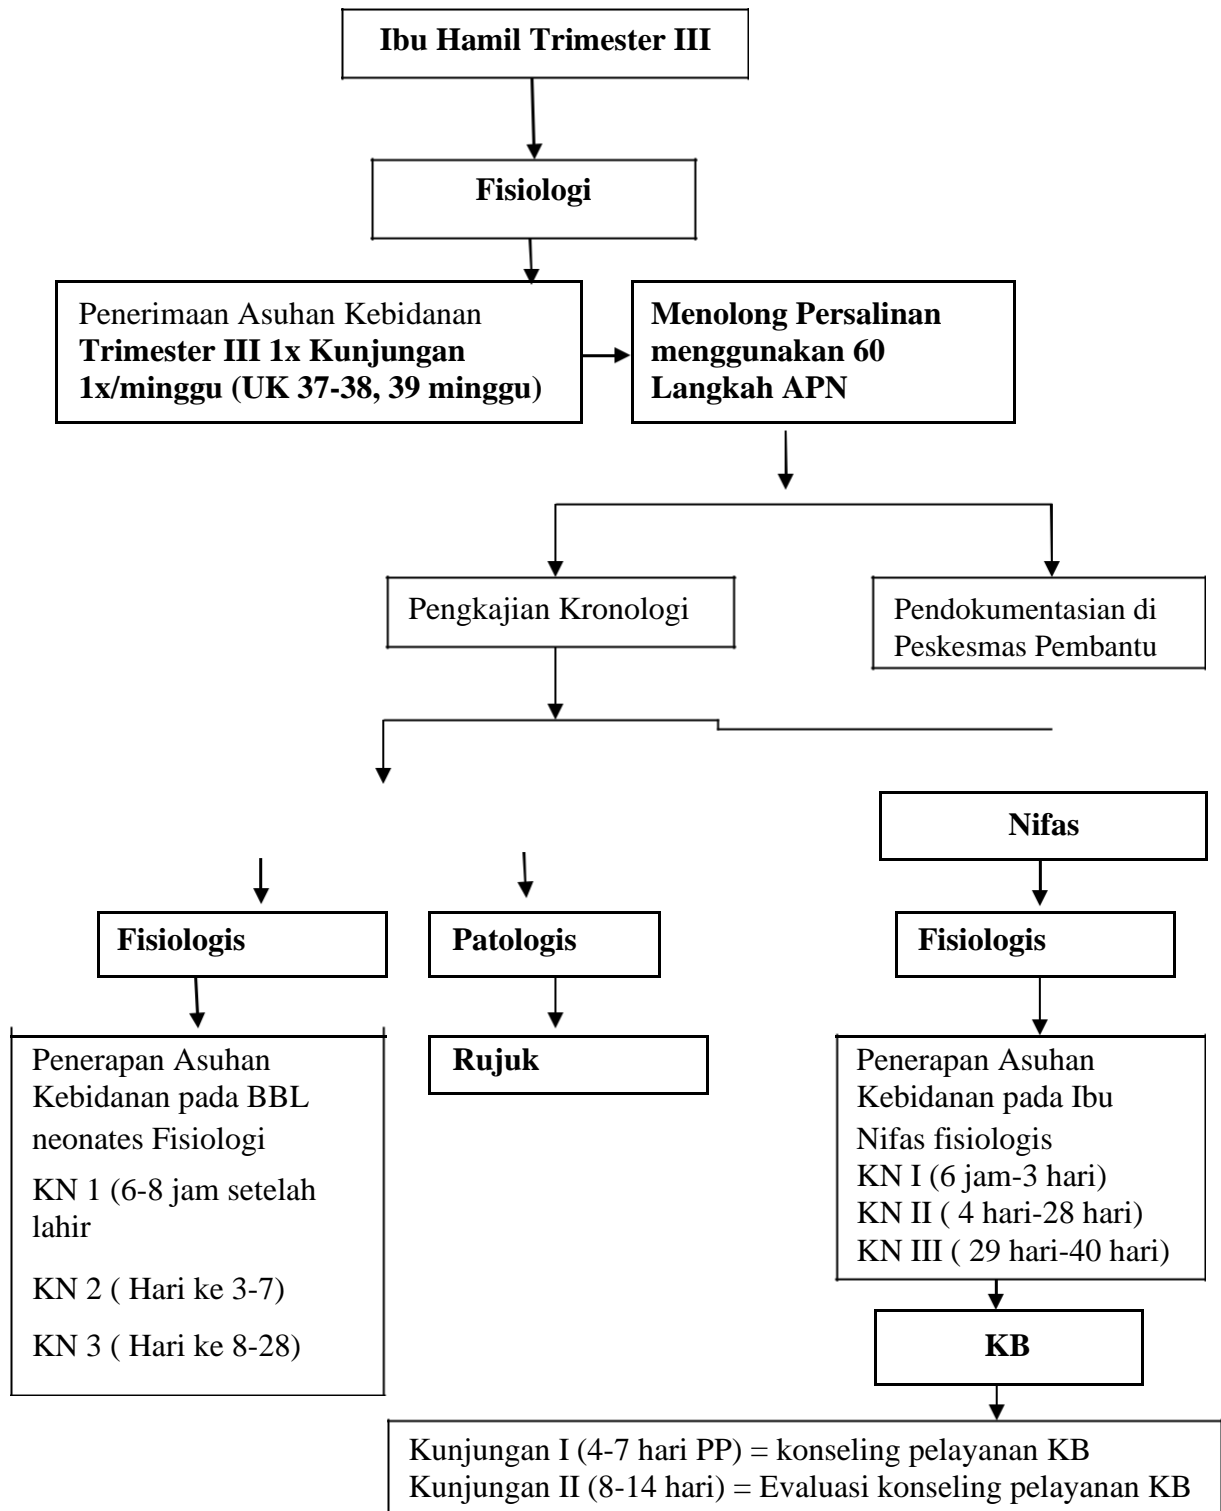 Ibu Hamil Trimester III
Fisiologi
Penerimaan Asuhan Kebidanan
Trimester III 1x Kunjungan
1x/minggu (UK 37-38, 39 minggu)
Menolong Persalinan
menggunakan 60
Langkah APN
Pengkajian Kronologi
Pendokumentasian di
Peskesmas Pembantu
Nifas
Fisiologis
Patologis
Fisiologis
Penerapan Asuhan
Kebidanan pada BBL
neonates Fisiologi
KN 1 (6-8 jam setelah
lahir
KN 2 ( Hari ke 3-7)
KN 3 ( Hari ke 8-28)
Rujuk
Penerapan Asuhan
Kebidanan pada Ibu
Nifas fisiologis
KN I (6 jam-3 hari)
KN II ( 4 hari-28 hari)
KN III ( 29 hari-40 hari)
KB
Kunjungan I (4-7 hari PP) = konseling pelayanan KB
Kunjungan II (8-14 hari) = Evaluasi konseling pelayanan KB